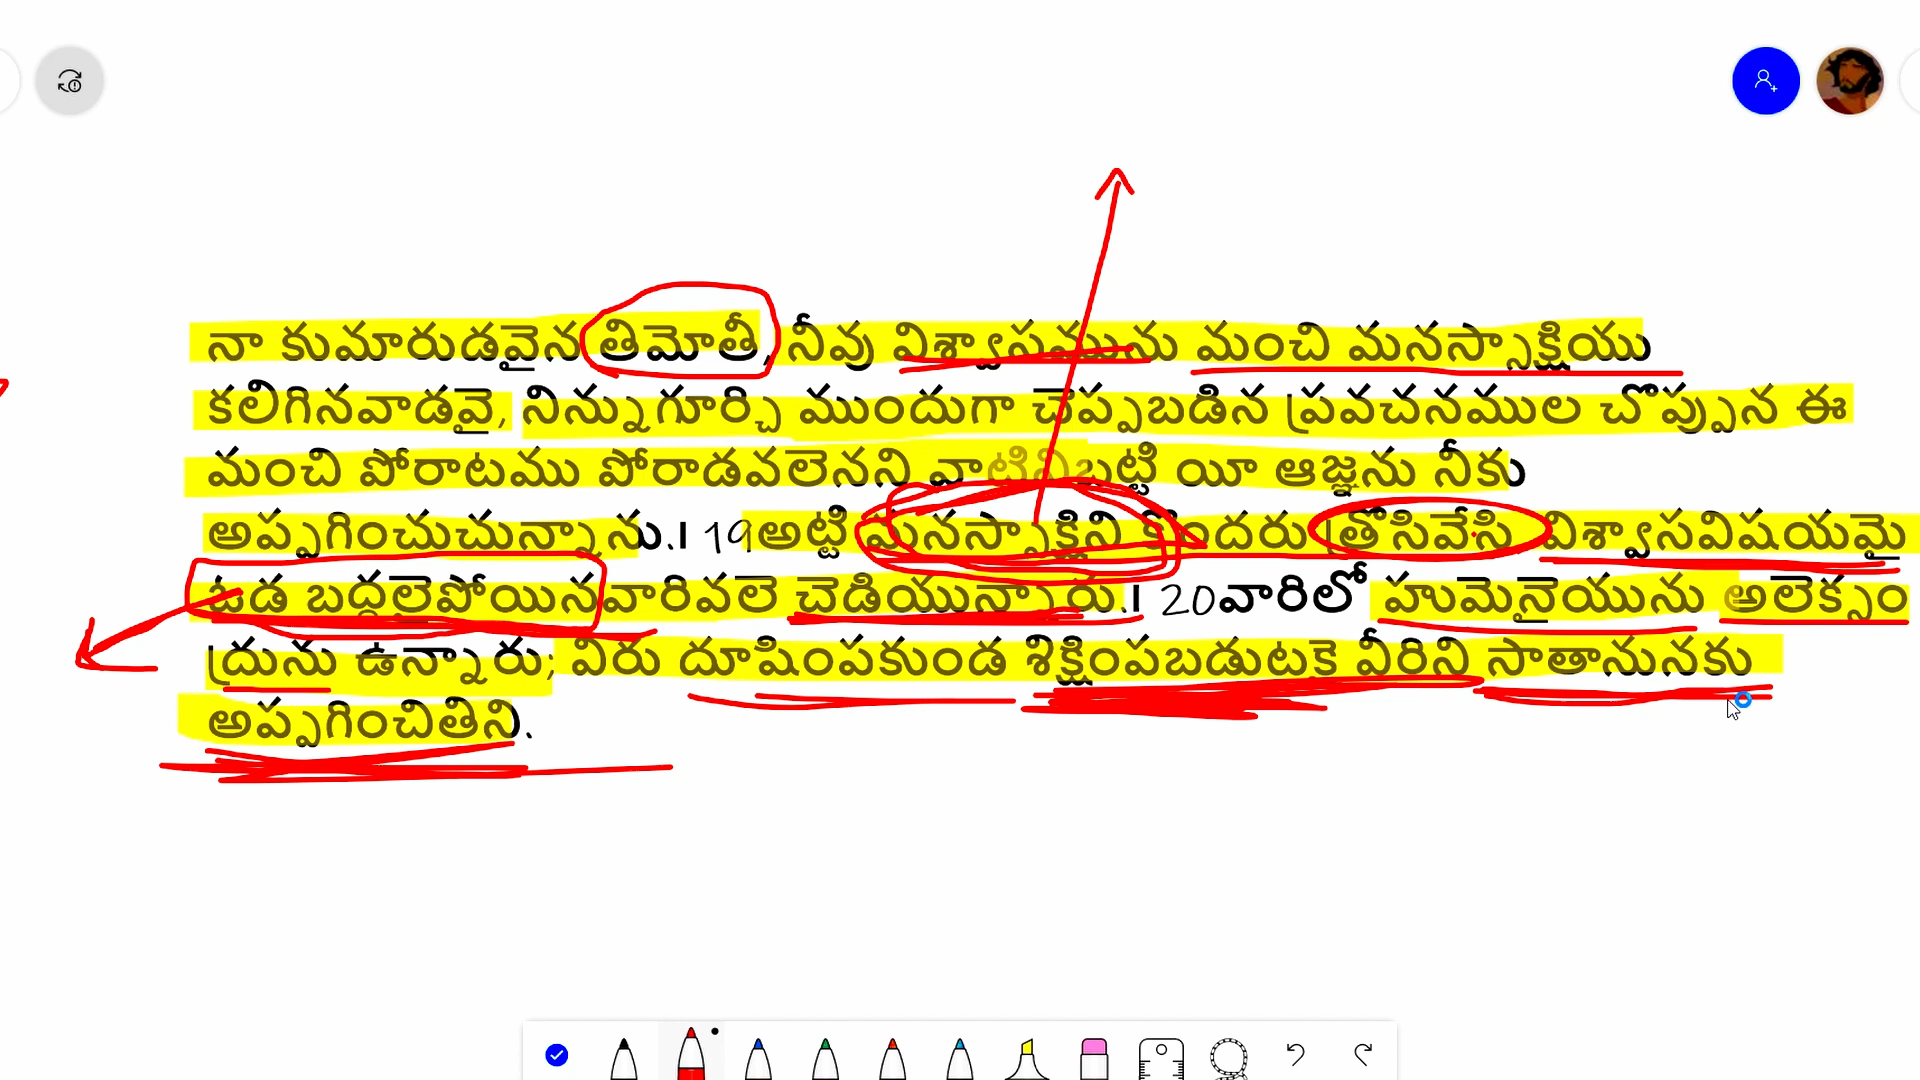 నా కుమారుడవైన తిమోతీ, నీవు విశ్వాసమును మంచి మనస్సాక్షియు
కలిగినవాడవై, నిన్నుగూర్చి ముందుగా చెప్పబడిన ప్రవచనముల చొప్పున ఈ
మంచి పోరాటము పోరాడవలెనని వాటినిబట్టి యీ ఆజ్ఞను నీకు
అప్పగించుచున్నాను.। 19అట్టి మనస్సాక్షిని కొందరు త్రోసివేసి, విశ్వాసవిషయమై
ఓడ బద్దలైపోయినవారివలె చెడియున్నారు.। 20వారిలో హుమెనైయును అలెక్సం
ద్రును ఉన్నారు; వీరు దూషింపకుండ శిక్షింపబడుటకై వీరిని సాతానునకు
అప్పగించితిని.